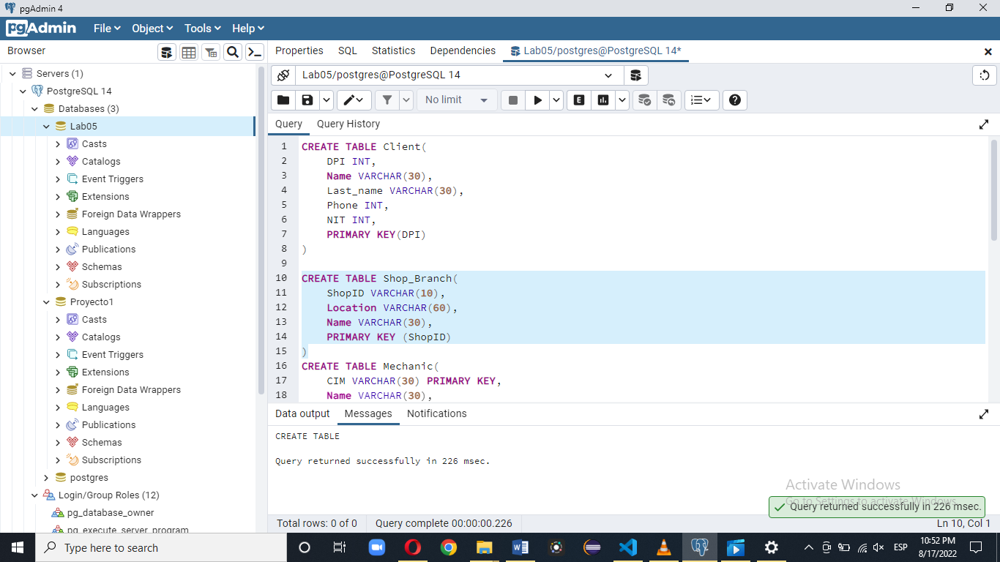 pgAdmin 4
pgAdmin File Object Tools Help
Browser
Properties SQL Statistics Dependencies Lab05/postgres@PostgreSQL 14*
Servers (1)
PostgreSQL 14
Databases (3)
Lab05
Casts
Catalogs
Event Triggers
Extensions
Foreign Data Wrappers
Languages
Publications
Schemas
Subscriptions
Proyecto1
Casts
Catalogs
Event Triggers
Extensions
Foreign Data Wrappers
Languages
Publications
Schemas
Subscriptions
postgres
Login/Group Roles (12)
pg_database_owner
pg_execute_server_program
Lab05/postgres@PostgreSQL 14
No limit
E
Query Query History
1 CREATE TABLE Client(
2 DPI INT,
3 Name VARCHAR(30),
4 Last_name VARCHAR(30),
5 Phone INT,
6 NIT INT,
7 PRIMARY KEY(DPI)
8 )
9
10 CREATE TABLE Shop_Branch(
11 ShopID VARCHAR(10),
12 Location VARCHAR(60),
13 Name VARCHAR(30),
14 PRIMARY KEY (ShopID)
15 )
16 CREATE TABLE Mechanic(
17 CIM VARCHAR(30) PRIMARY KEY,
18 Name VARCHAR(30),
Data output Messages Notifications
CREATE TABLE
Query returned successfully in 226 msec.
Activate Windows
Go to Settings to activate Windows.
Query returned successfully in 226 msec.
Total rows: 0 of 0 Query complete 00:00:00.226 Ln 10, Col 1
Type here to search
ESP
10:52 PM
8/17/2022